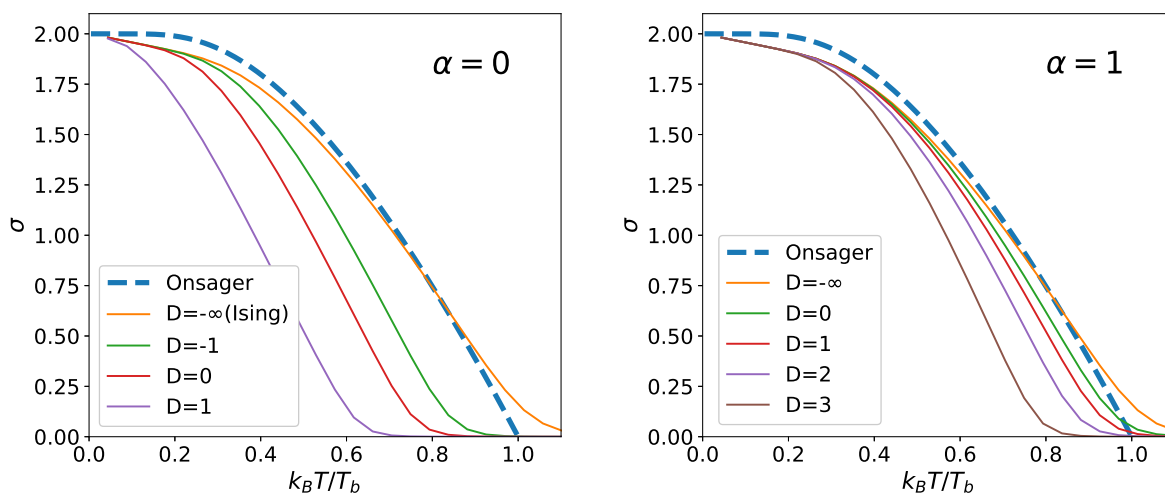 α = 0
2.00
1.75
1.50
1.25
1.00
0.75
0.50
0.25
0.00
σ
Onsager
D=-∞(Ising)
D=-1
D=0
D=1
0.0 0.2 0.4 0.6 0.8 1.0
k_BT/T_b
α = 1
2.00
1.75
1.50
1.25
1.00
0.75
0.50
0.25
0.00
σ
Onsager
D=-∞
D=0
D=1
D=2
D=3
0.0 0.2 0.4 0.6 0.8 1.0
k_BT/T_b